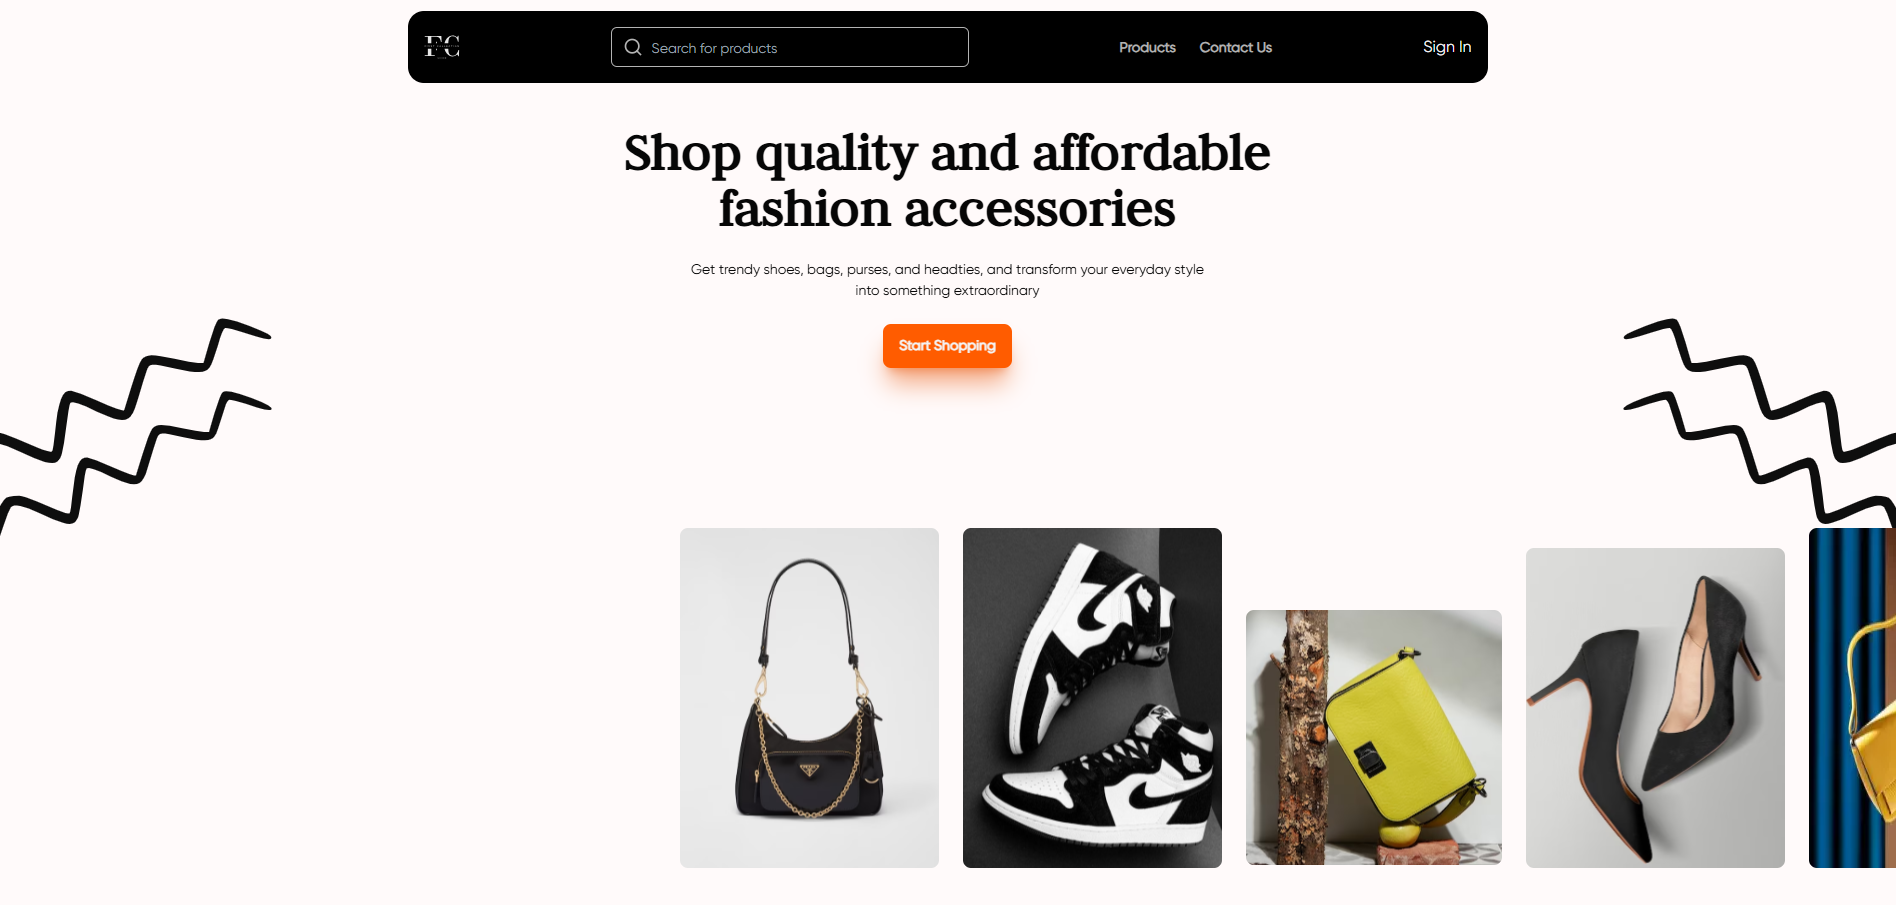 FC
Search for products
Products
Contact Us
Sign In
Shop quality and affordable
fashion accessories
Get trendy shoes, bags, purses, and headties, and transform your everyday style
into something extraordinary
Start Shopping